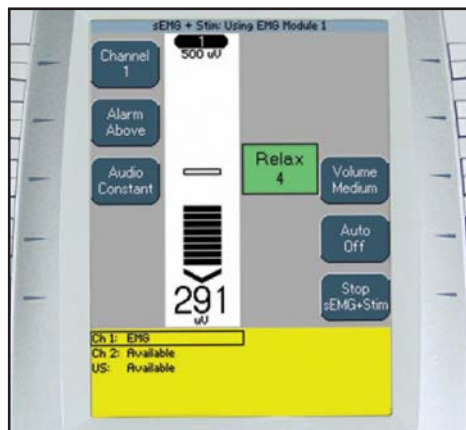 sEMG + Stim: Using EMG Module 1
Channel
1
1
500 uV
Alarm
Above
Audio
Constant
Relax
4
Volume
Medium
Auto
Off
Stop
sEMG+Stim
291
uV
Ch 1: EMG
Ch 2: Available
US: Available